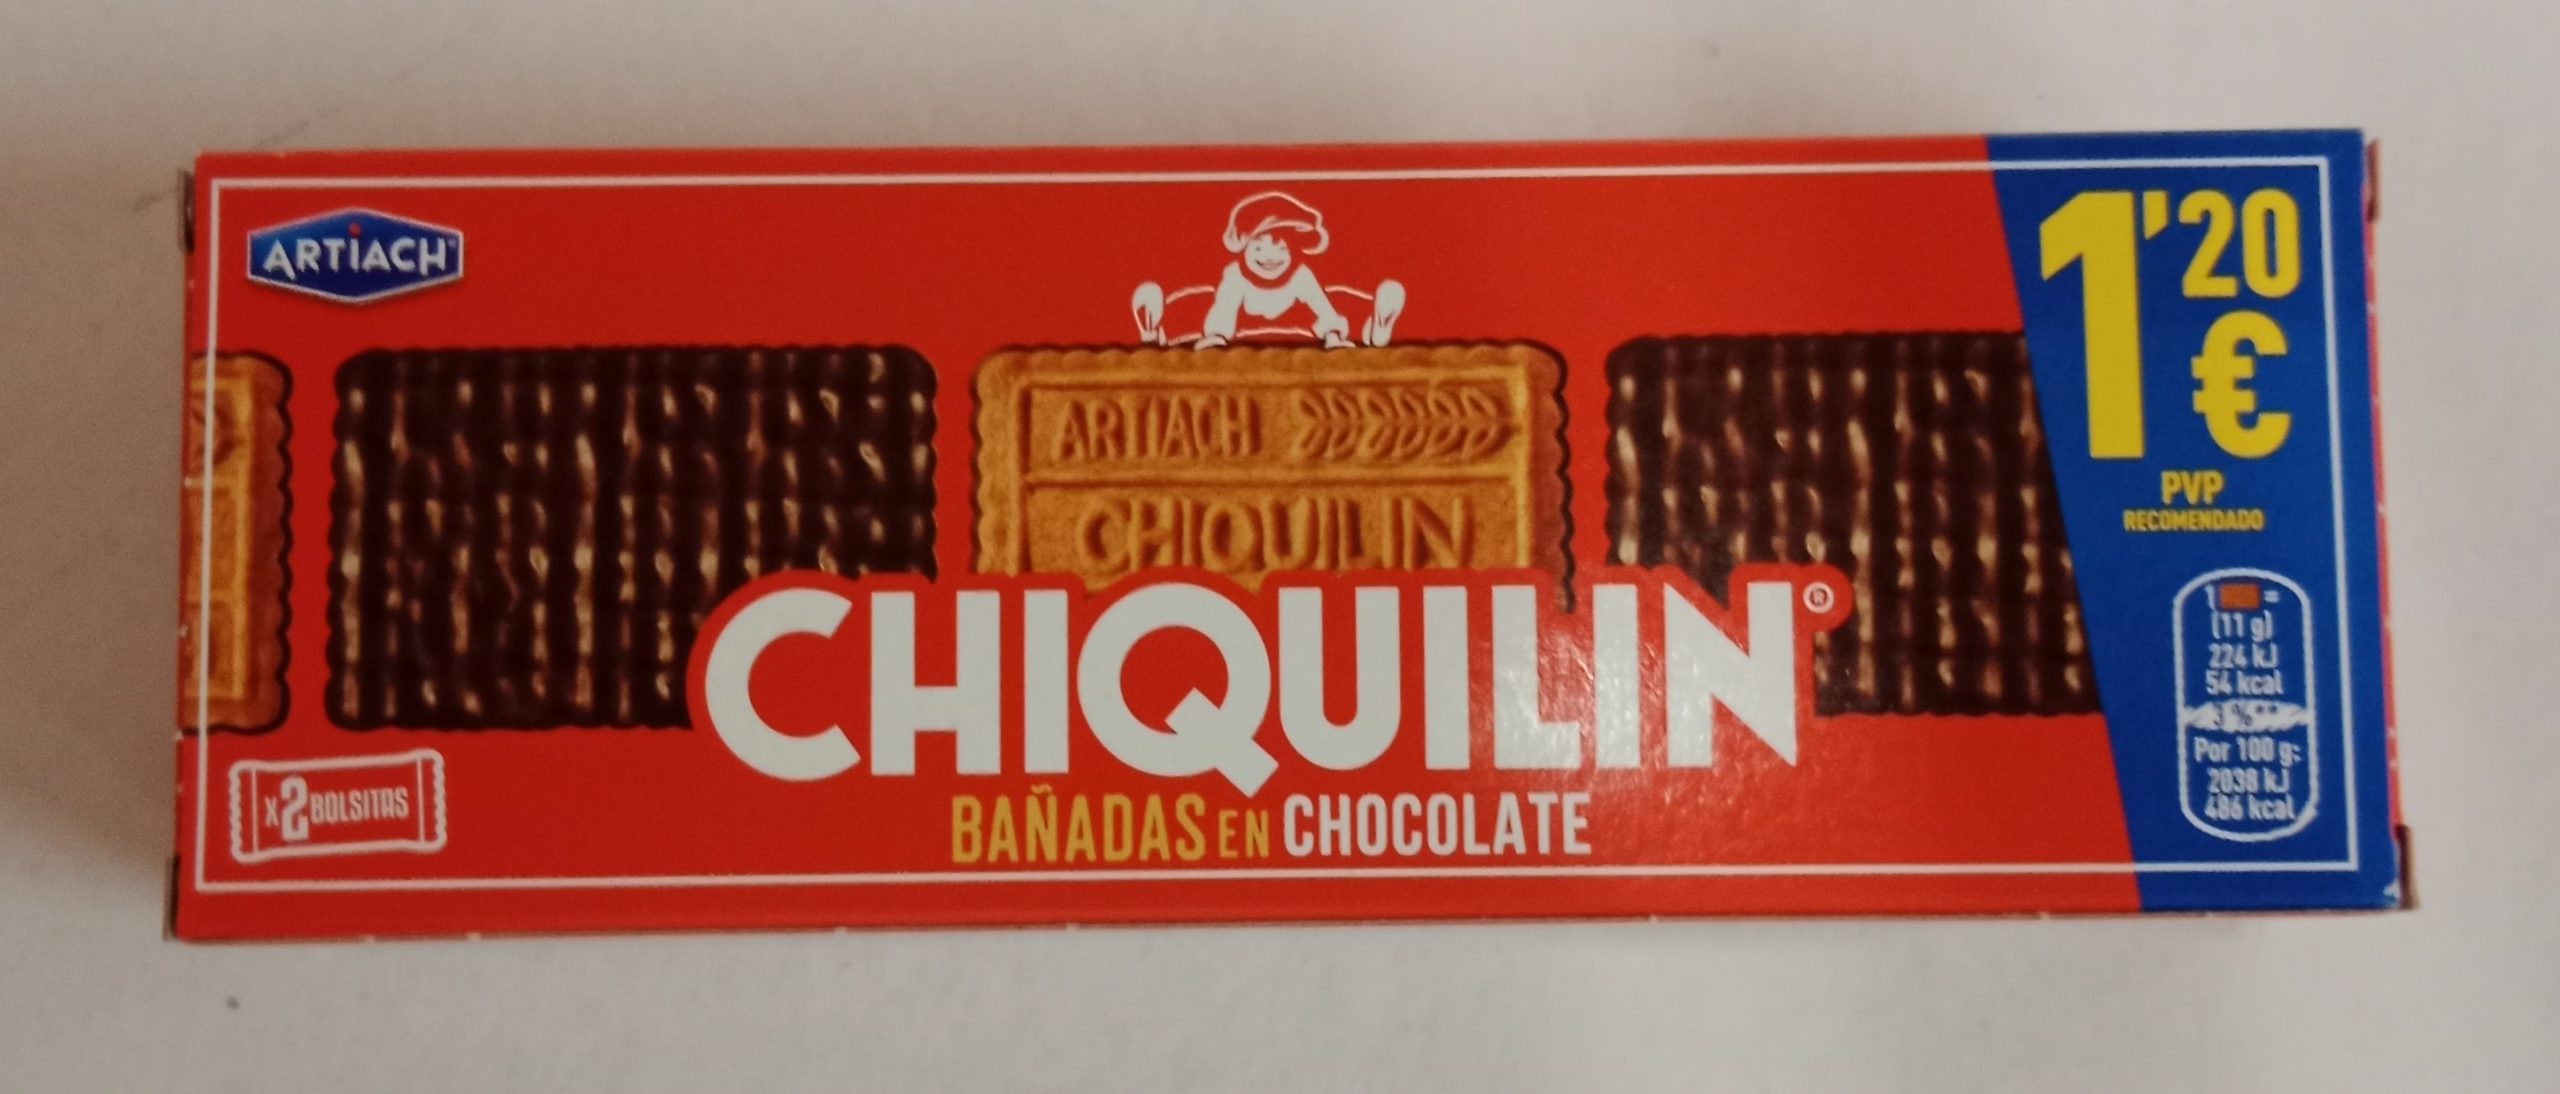 ARTIACH
1'20
€
PVP
RECOMENDADO
ARTIACH
CHIQUILIN
CHIQUILIN®
BAÑADAS EN CHOCOLATE
X2 BOLSITAS
1 =
(11 g)
224 kJ
54 kcal
3 %**
Por 100 g:
2038 kJ
486 kcal